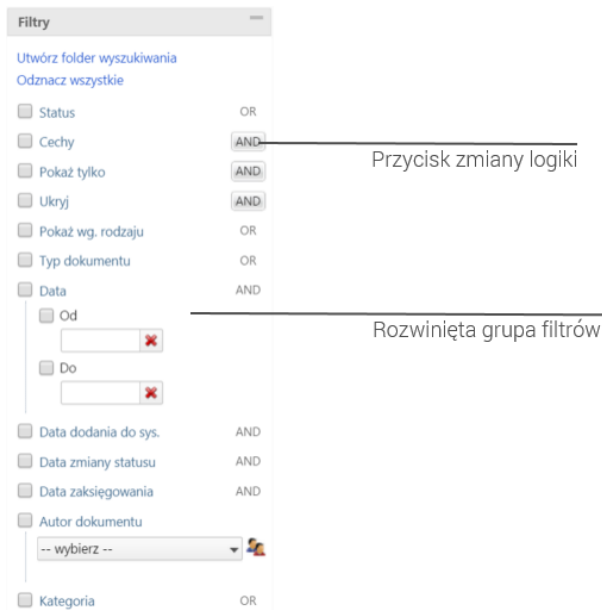 Filtry
Utwórz folder wyszukiwania
Odznacz wszystkie
Status OR
Cechy AND
Przycisk zmiany logiki
Pokaż tylko AND
Ukryj AND
Pokaż wg. rodzaju OR
Typ dokumentu OR
Data AND
Od
Rozwinięta grupa filtrów
Do
Data dodania do sys. AND
Data zmiany statusu AND
Data zaksięgowania AND
Autor dokumentu
-- wybierz --
Kategoria OR